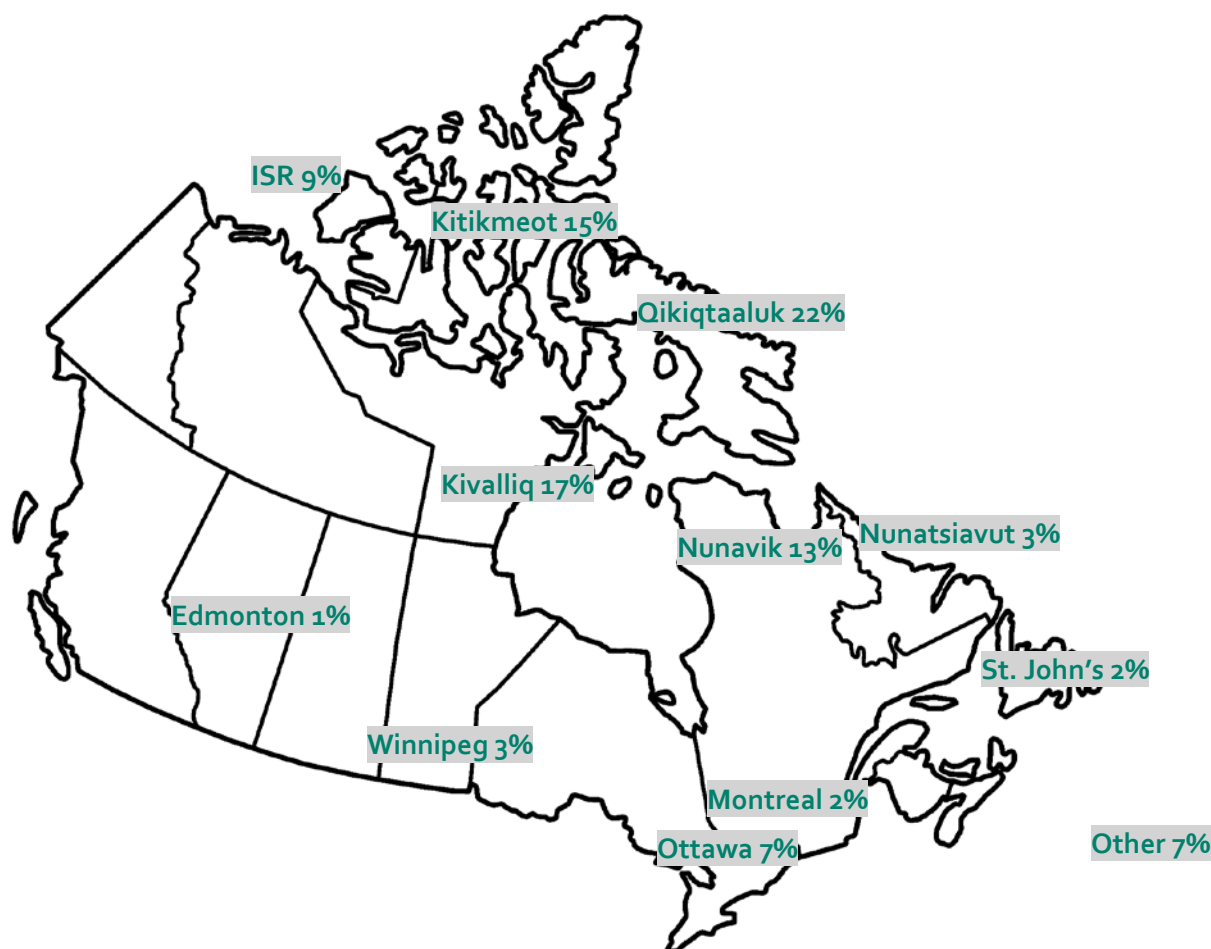 ISR 9%
Kitikmeot 15%
Qikiqtaaluk 22%
Kivalliq 17%
Nunatsiavut 3%
Nunavik 13%
Edmonton 1%
St. John’s 2%
Winnipeg 3%
Montreal 2%
Other 7%
Ottawa 7%